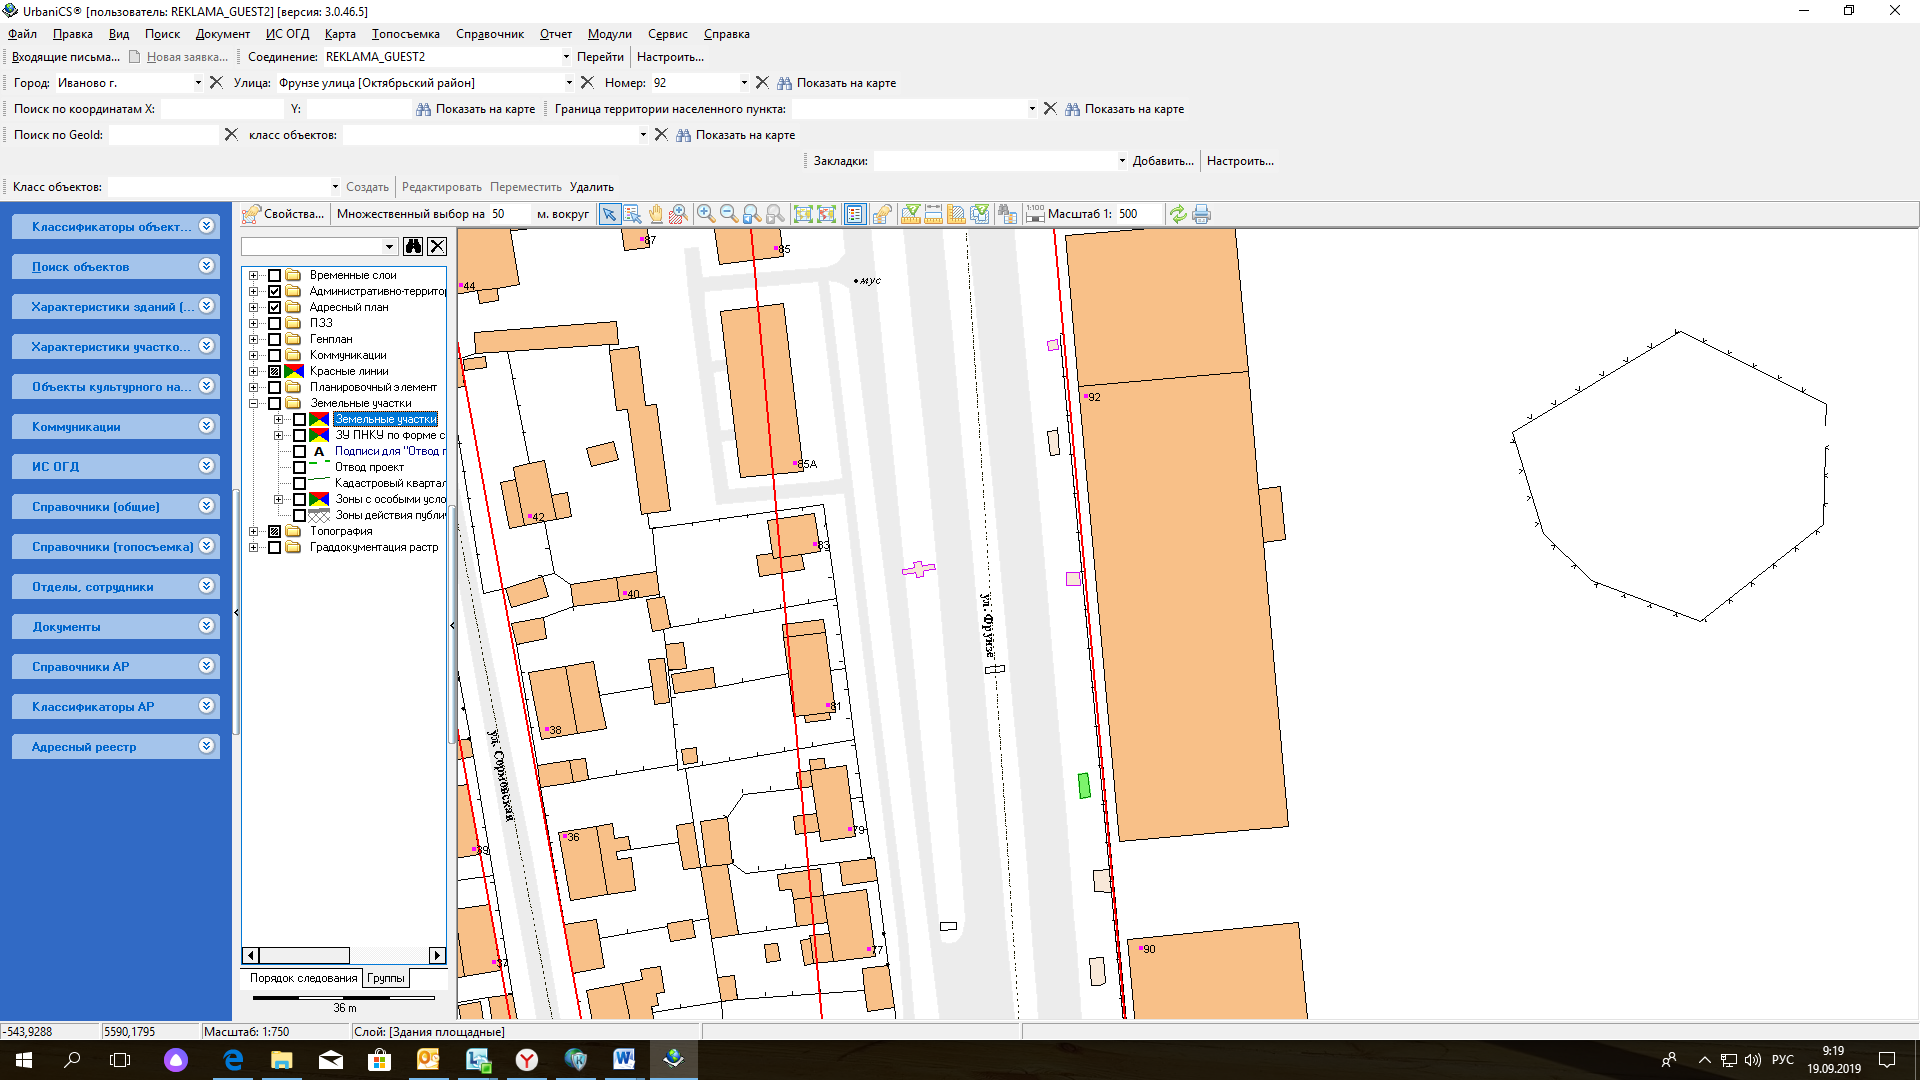 UrbaniCS® [пользователь: REKLAMA_GUEST2] [версия: 3.0.46.5]
Файл Правка Вид Поиск Документ ИС ОГД Карта Топосъемка Справочник Отчет Модули Сервис Справка
Входящие письма... Новая заявка... Соединение: REKLAMA_GUEST2 Перейти Настроить...
Город: Иваново г. Улица: Фрунзе улица [Октябрьский район] Номер: 92 Показать на карте
Поиск по координатам X: Y: Показать на карте Граница территории населенного пункта: Показать на карте
Поиск по GeoId: класс объектов: Показать на карте
Закладки: Добавить... Настроить...
Класс объектов: Создать Редактировать Переместить Удалить
Свойства... Множественный выбор на 50 м. вокруг 1:100 Масштаб 1: 500
Классификаторы объект...
Поиск объектов
Характеристики зданий (...
Характеристики участко...
Объекты культурного на...
Коммуникации
ИС ОГД
Справочники (общие)
Справочники (топосъемка)
Отделы, сотрудники
Документы
Справочники АР
Классификаторы АР
Адресный реестр
Временные слои
Административно-территор
Адресный план
ПЗЗ
Генплан
Коммуникации
Красные линии
Планировочный элемент
Земельные участки
Земельные участки
ЗУ ПНКУ по форме с
A Подписи для "Отвод п
Отвод проект
Кадастровый квартал
Зоны с особыми усло
Зоны действия публи
Топография
Граддокументация растр
Порядок следования Группы
36 m
87
85
44
мус
92
85А
42
83
40
ул. Фрунзе
81
38
ул. Сориновский
79
36
39
77
90
37
-543,9288 5590,1795 Масштаб: 1:750 Слой: [Здания площадные]
РУС 9:19
19.09.2019